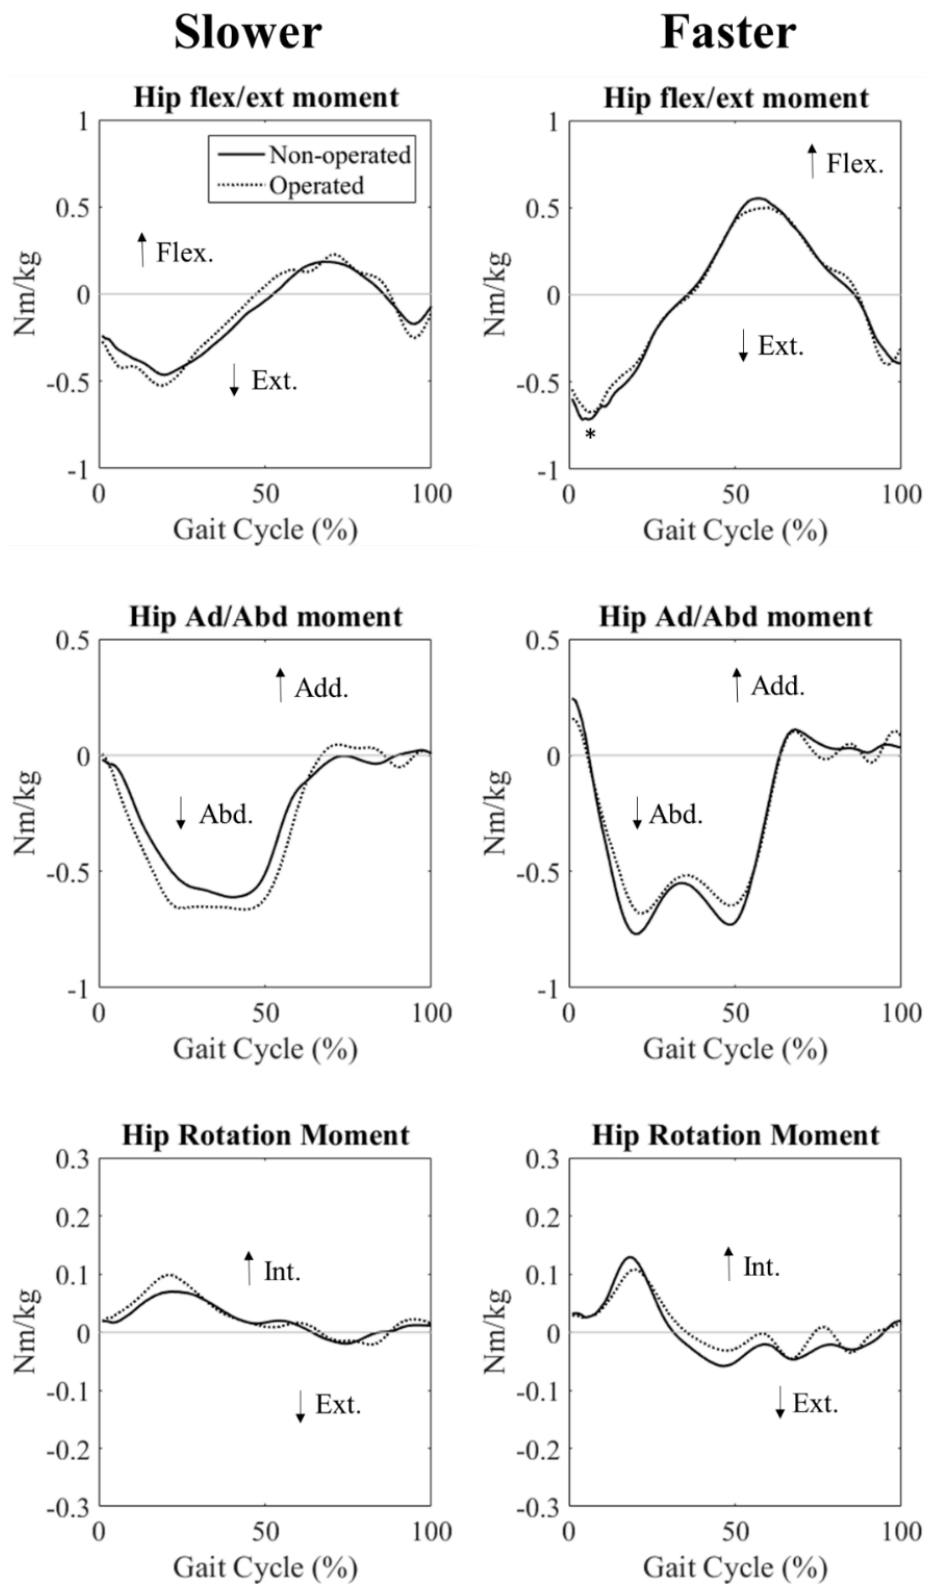 Slower
Faster
Hip flex/ext moment
1
0.5
0
-0.5
-1
Nm/kg
Non-operated
Operated
Flex.
Ext.
0
50
100
Gait Cycle (%)
Hip flex/ext moment
1
0.5
0
-0.5
-1
Nm/kg
Flex.
Ext.
*
0
50
100
Gait Cycle (%)
Hip Ad/Abd moment
0.5
0
-0.5
-1
Nm/kg
Add.
Abd.
0
50
100
Gait Cycle (%)
Hip Ad/Abd moment
0.5
0
-0.5
-1
Nm/kg
Add.
Abd.
0
50
100
Gait Cycle (%)
Hip Rotation Moment
0.3
0.2
0.1
0
-0.1
-0.2
-0.3
Nm/kg
Int.
Ext.
0
50
100
Gait Cycle (%)
Hip Rotation Moment
0.3
0.2
0.1
0
-0.1
-0.2
-0.3
Nm/kg
Int.
Ext.
0
50
100
Gait Cycle (%)